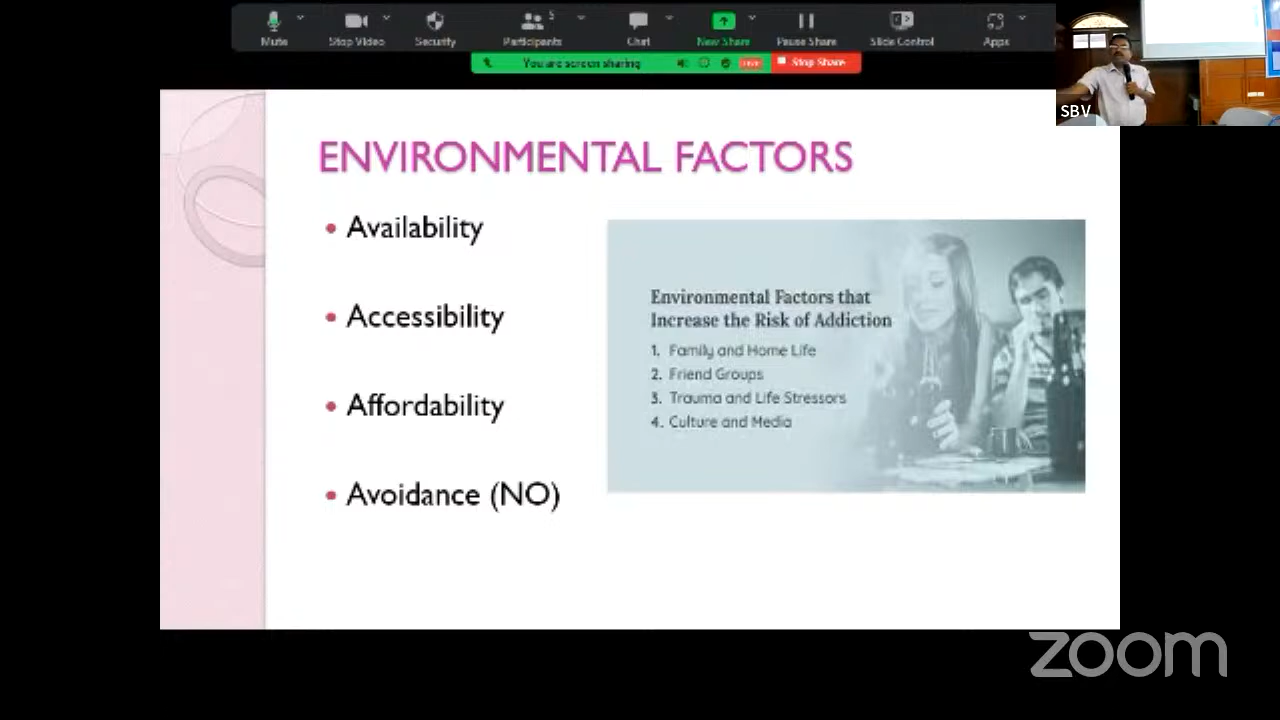 Mute
Stop Video
Security
Participants
5
Chat
New Share
Pause Share
Slide Control
Apps
You are screen sharing
LIVE
Stop Share
SBV
ENVIRONMENTAL FACTORS
• Availability
• Accessibility
• Affordability
• Avoidance (NO)
Environmental Factors that
Increase the Risk of Addiction
1. Family and Home Life
2. Friend Groups
3. Trauma and Life Stressors
4. Culture and Media
zoom